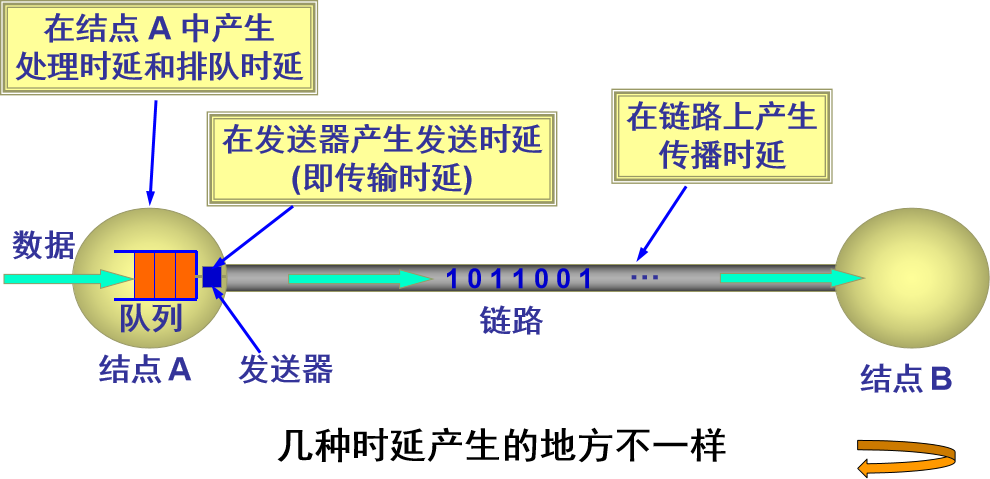 在结点 A 中产生
处理时延和排队时延
在发送器产生发送时延
(即传输时延)
在链路上产生
传播时延
数据
1 0 1 1 0 0 1 …
队列
链路
结点 A
发送器
结点 B
几种时延产生的地方不一样